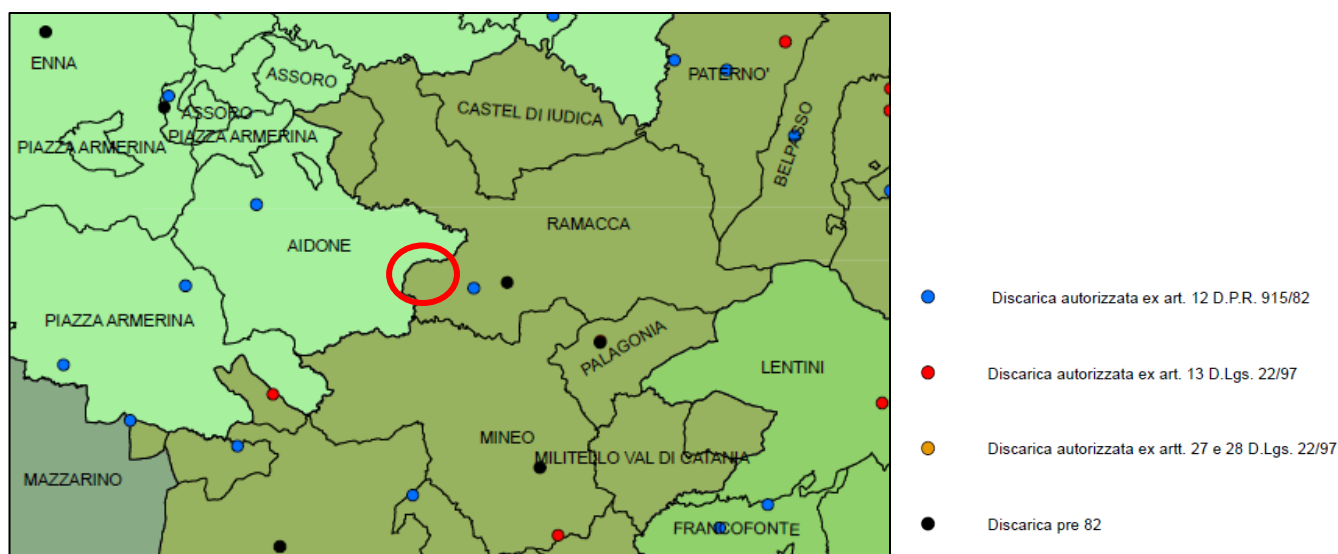 ENNA
ASSORO
PATERNO'
CASTEL DI IUDICA
ASSORO
PIAZZA ARMERINA
PIAZZA ARMERINA
BELPASSO
RAMACCA
AIDONE
Discarica autorizzata ex art. 12 D.P.R. 915/82
PIAZZA ARMERINA
PALAGONIA
LENTINI
Discarica autorizzata ex art. 13 D.Lgs. 22/97
MINEO
MILITELLO VAL DI CATANIA
Discarica autorizzata ex artt. 27 e 28 D.Lgs. 22/97
MAZZARINO
FRANCOFONTE
Discarica pre 82